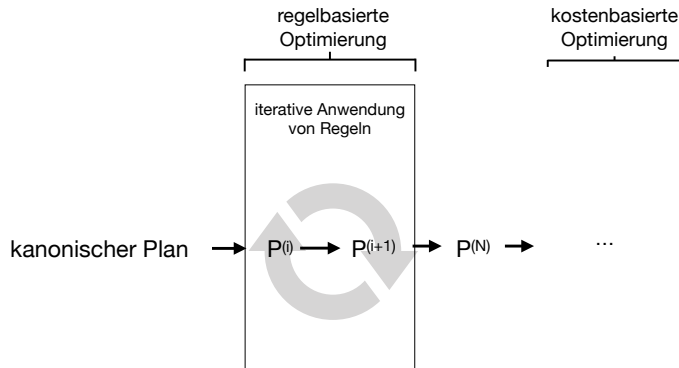 regelbasierte
Optimierung
kostenbasierte
Optimierung
iterative Anwendung
von Regeln
kanonischer Plan
P(i)
P(i+1)
P(N)
...